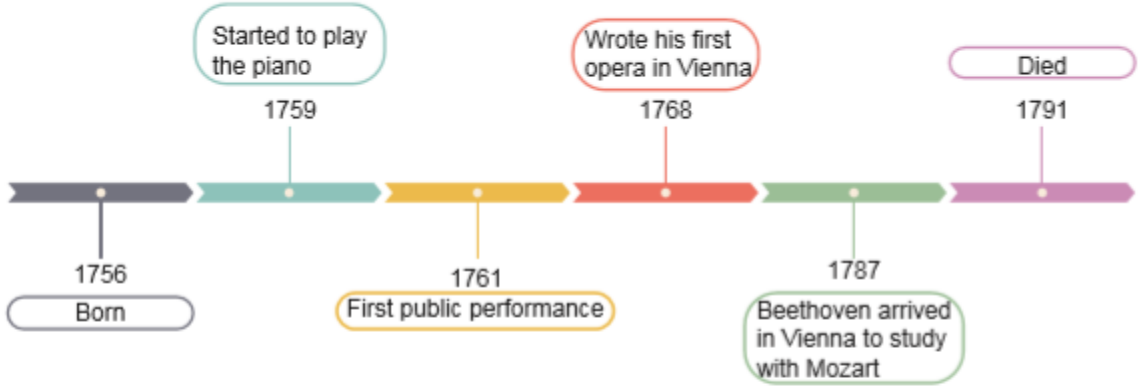 Started to play
the piano
1759
Wrote his first
opera in Vienna
1768
Died
1791
1756
Born
1761
First public performance
1787
Beethoven arrived
in Vienna to study
with Mozart